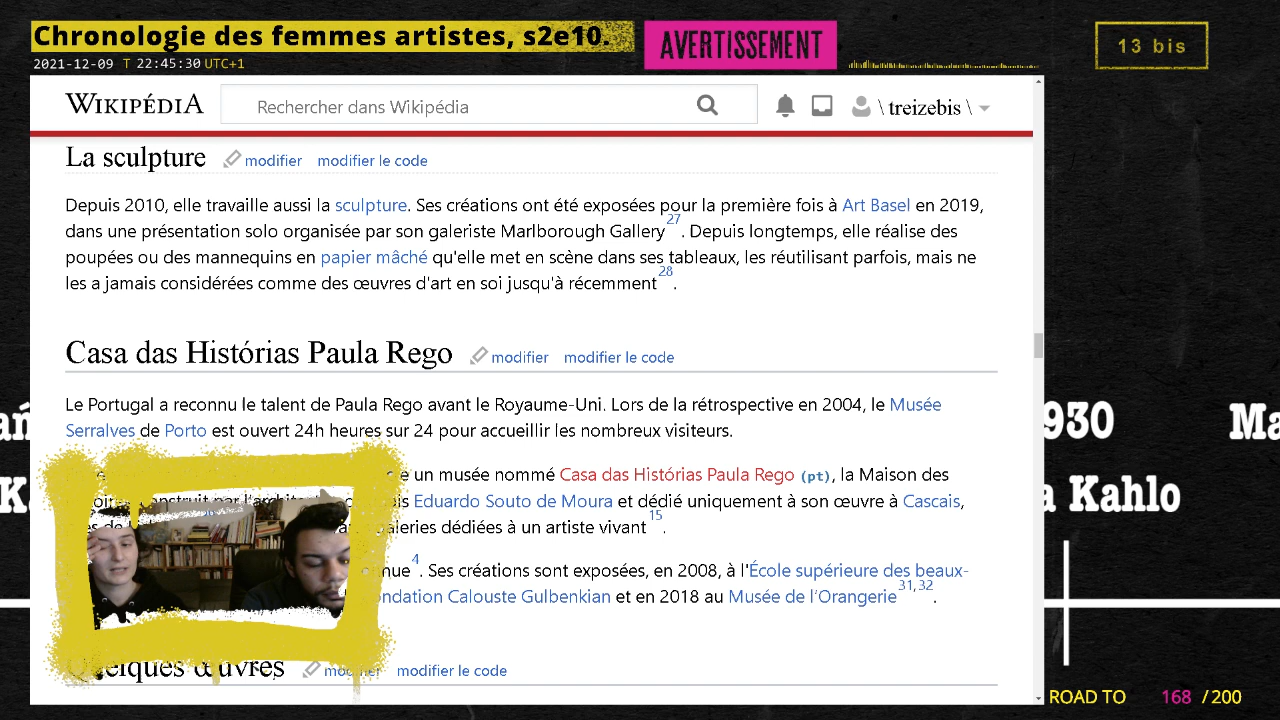 Chronologie des femmes artistes, s2e10.
AVERTISSEMENT
13 bis
2021-12-09 T 22:45:30 UTC+1
WIKIPÉDIA
Rechercher dans Wikipédia
\ treizebis \
La sculpture modifier modifier le code
Depuis 2010, elle travaille aussi la sculpture. Ses créations ont été exposées pour la première fois à Art Basel en 2019,
dans une présentation solo organisée par son galeriste Marlborough Gallery27. Depuis longtemps, elle réalise des
poupées ou des mannequins en papier mâché qu'elle met en scène dans ses tableaux, les réutilisant parfois, mais ne
les a jamais considérées comme des œuvres d'art en soi jusqu'à récemment28.
Casa das Histórias Paula Rego modifier modifier le code
Le Portugal a reconnu le talent de Paula Rego avant le Royaume-Uni. Lors de la rétrospective en 2004, le Musée
Serralves de Porto est ouvert 24h heures sur 24 pour accueillir les nombreux visiteurs.
un musée nommé Casa das Histórias Paula Rego (pt), la Maison des
construit par l'archite Eduardo Souto de Moura et dédié uniquement à son œuvre à Cascais,
aleries dédiées à un artiste vivant15.
nue4. Ses créations sont exposées, en 2008, à l'École supérieure des beaux-
ondation Calouste Gulbenkian et en 2018 au Musée de l'Orangerie31,32.
Quelques œuvres modifier modifier le code
930
Ma
a Kahlo
ROAD TO 168 / 200